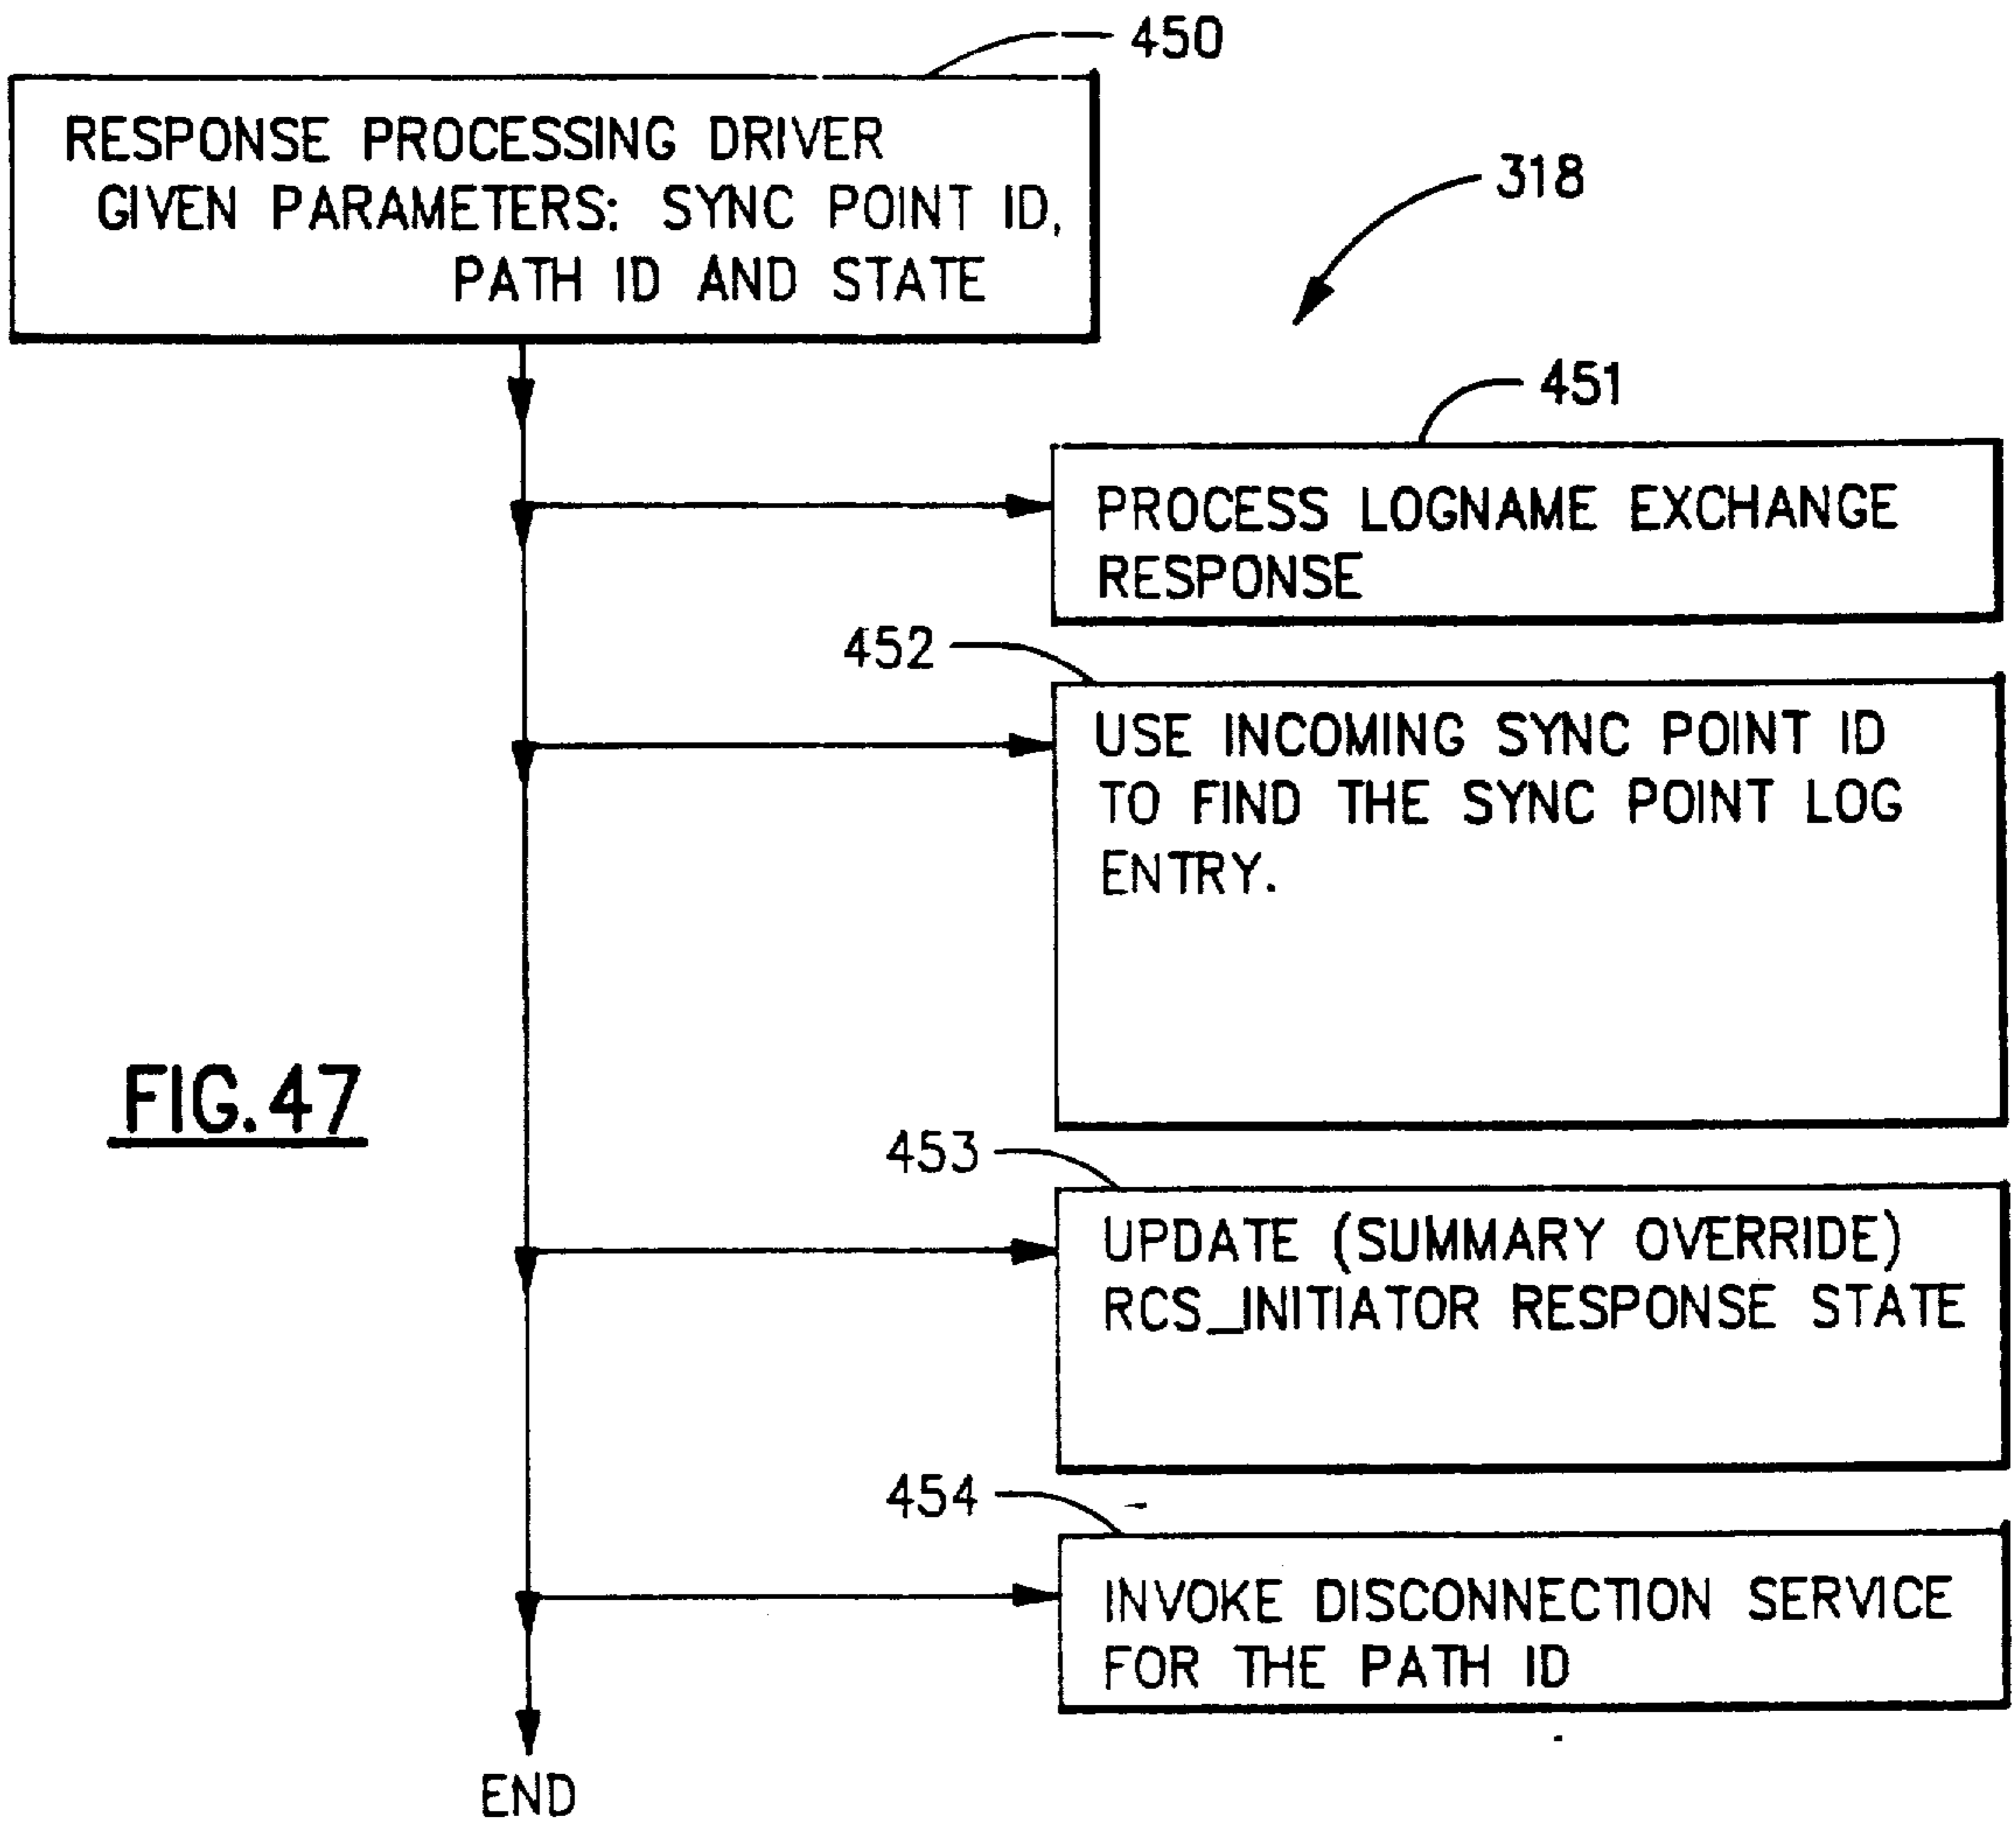 450
RESPONSE PROCESSING DRIVER
GIVEN PARAMETERS: SYNC POINT ID,
PATH ID AND STATE
318
451
PROCESS LOGNAME EXCHANGE
RESPONSE
452
USE INCOMING SYNC POINT ID
TO FIND THE SYNC POINT LOG
ENTRY.
FIG.47
453
UPDATE (SUMMARY OVERRIDE)
RCS_INITIATOR RESPONSE STATE
454
INVOKE DISCONNECTION SERVICE
FOR THE PATH ID
END